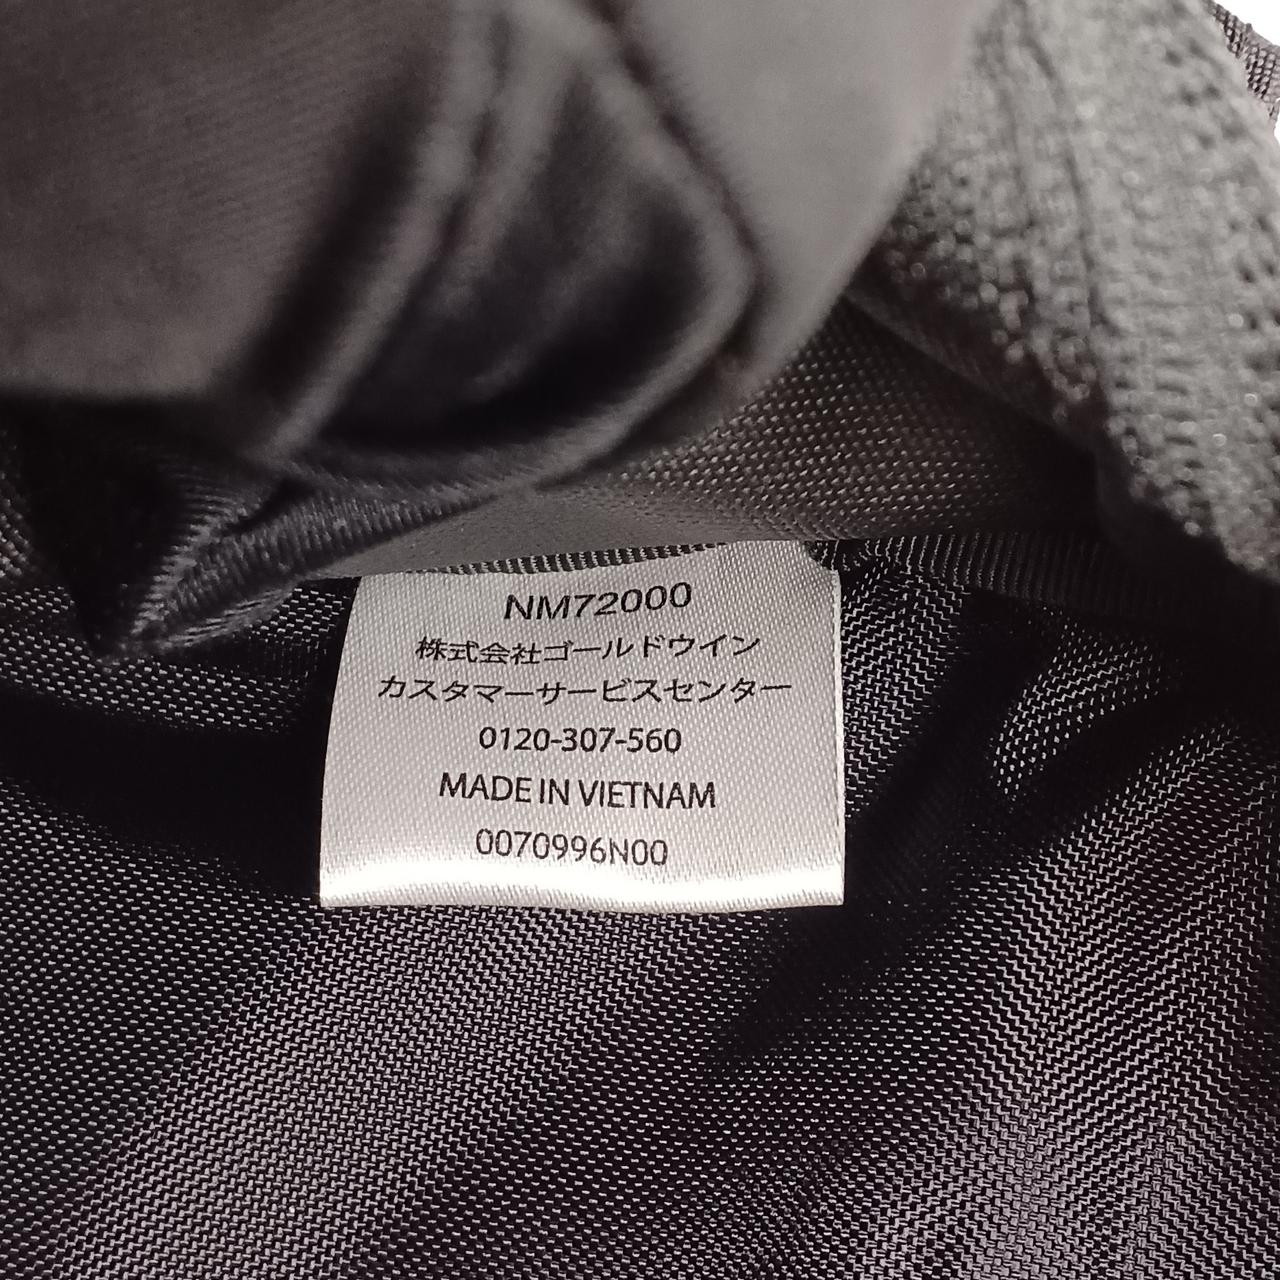 NM72000
株式会社ゴールドウイン
カスタマーサービスセンター
0120-307-560
MADE IN VIETNAM
0070996N00